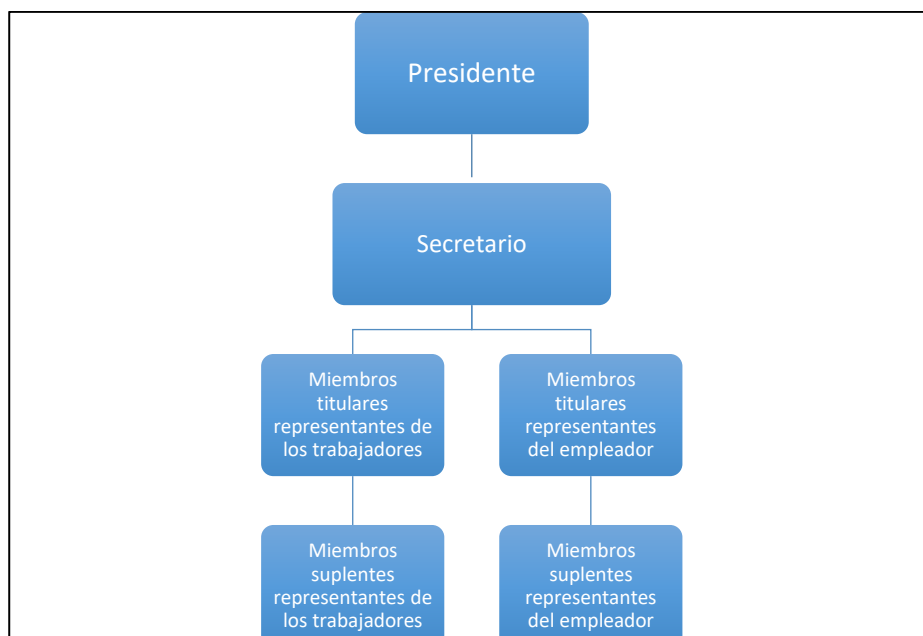 Presidente
Secretario
Miembros
titulares
representantes de
los trabajadores
Miembros
titulares
representantes
del empleador
Miembros
suplentes
representantes de
los trabajadores
Miembros
suplentes
representantes
del empleador